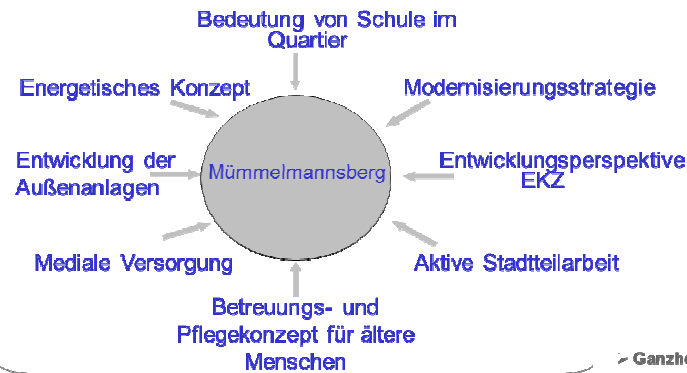 Bedeutung von Schule im
Quartier
Energetisches Konzept
Modernisierungsstrategie
Entwicklung der
Außenanlagen
Mümmelmannsberg
Entwicklungsperspektive
EKZ
Mediale Versorgung
Aktive Stadtteilarbeit
Betreuungs- und
Pflegekonzept für ältere
Menschen